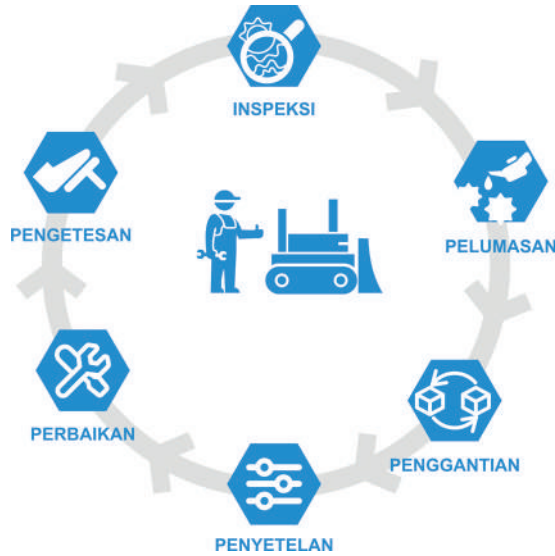 INSPEKSI
PELUMASAN
PENGGANTIAN
PENYETELAN
PERBAIKAN
PENGETESAN